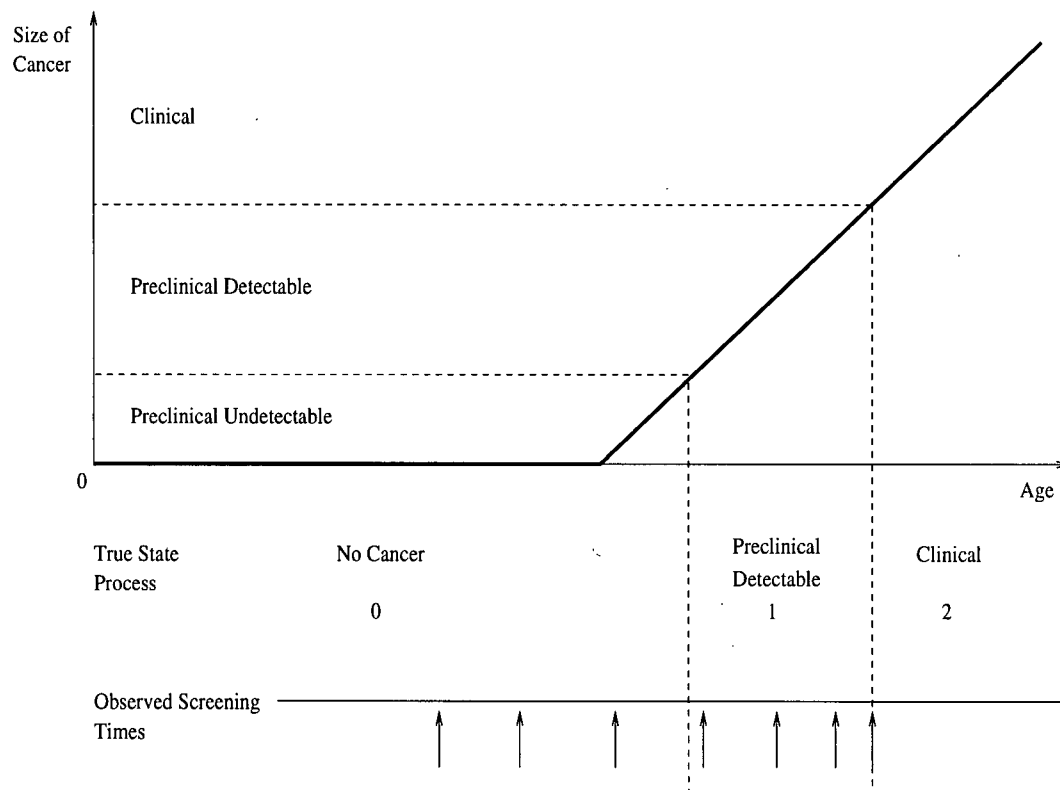 Size of
Cancer
Clinical
Preclinical Detectable
Preclinical Undetectable
0
Age
True State
Process
No Cancer
0
Preclinical
Detectable
1
Clinical
2
Observed Screening
Times